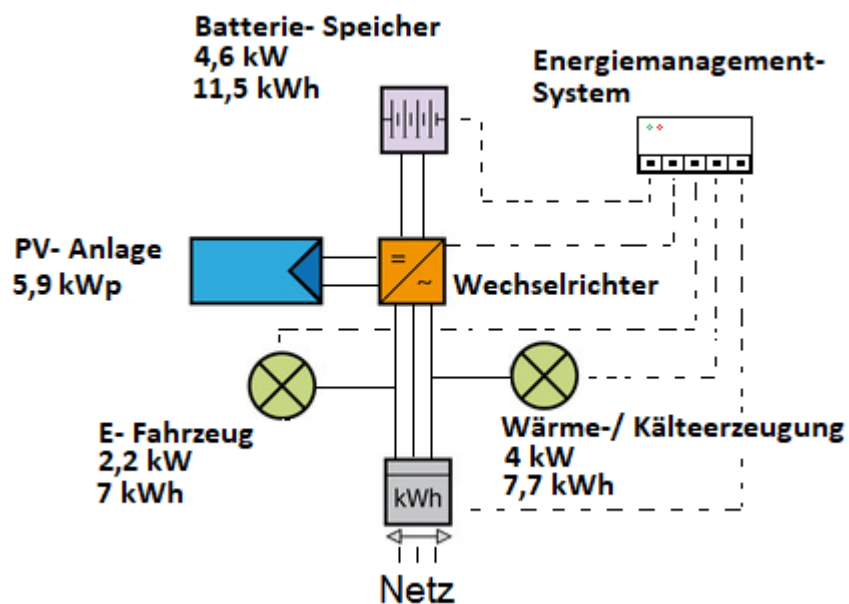 Batterie- Speicher
4,6 kW
11,5 kWh
Energiemanagement-
System
PV- Anlage
5,9 kWp
=
~
Wechselrichter
E- Fahrzeug
2,2 kW
7 kWh
Wärme-/ Kälteerzeugung
4 kW
7,7 kWh
kWh
Netz